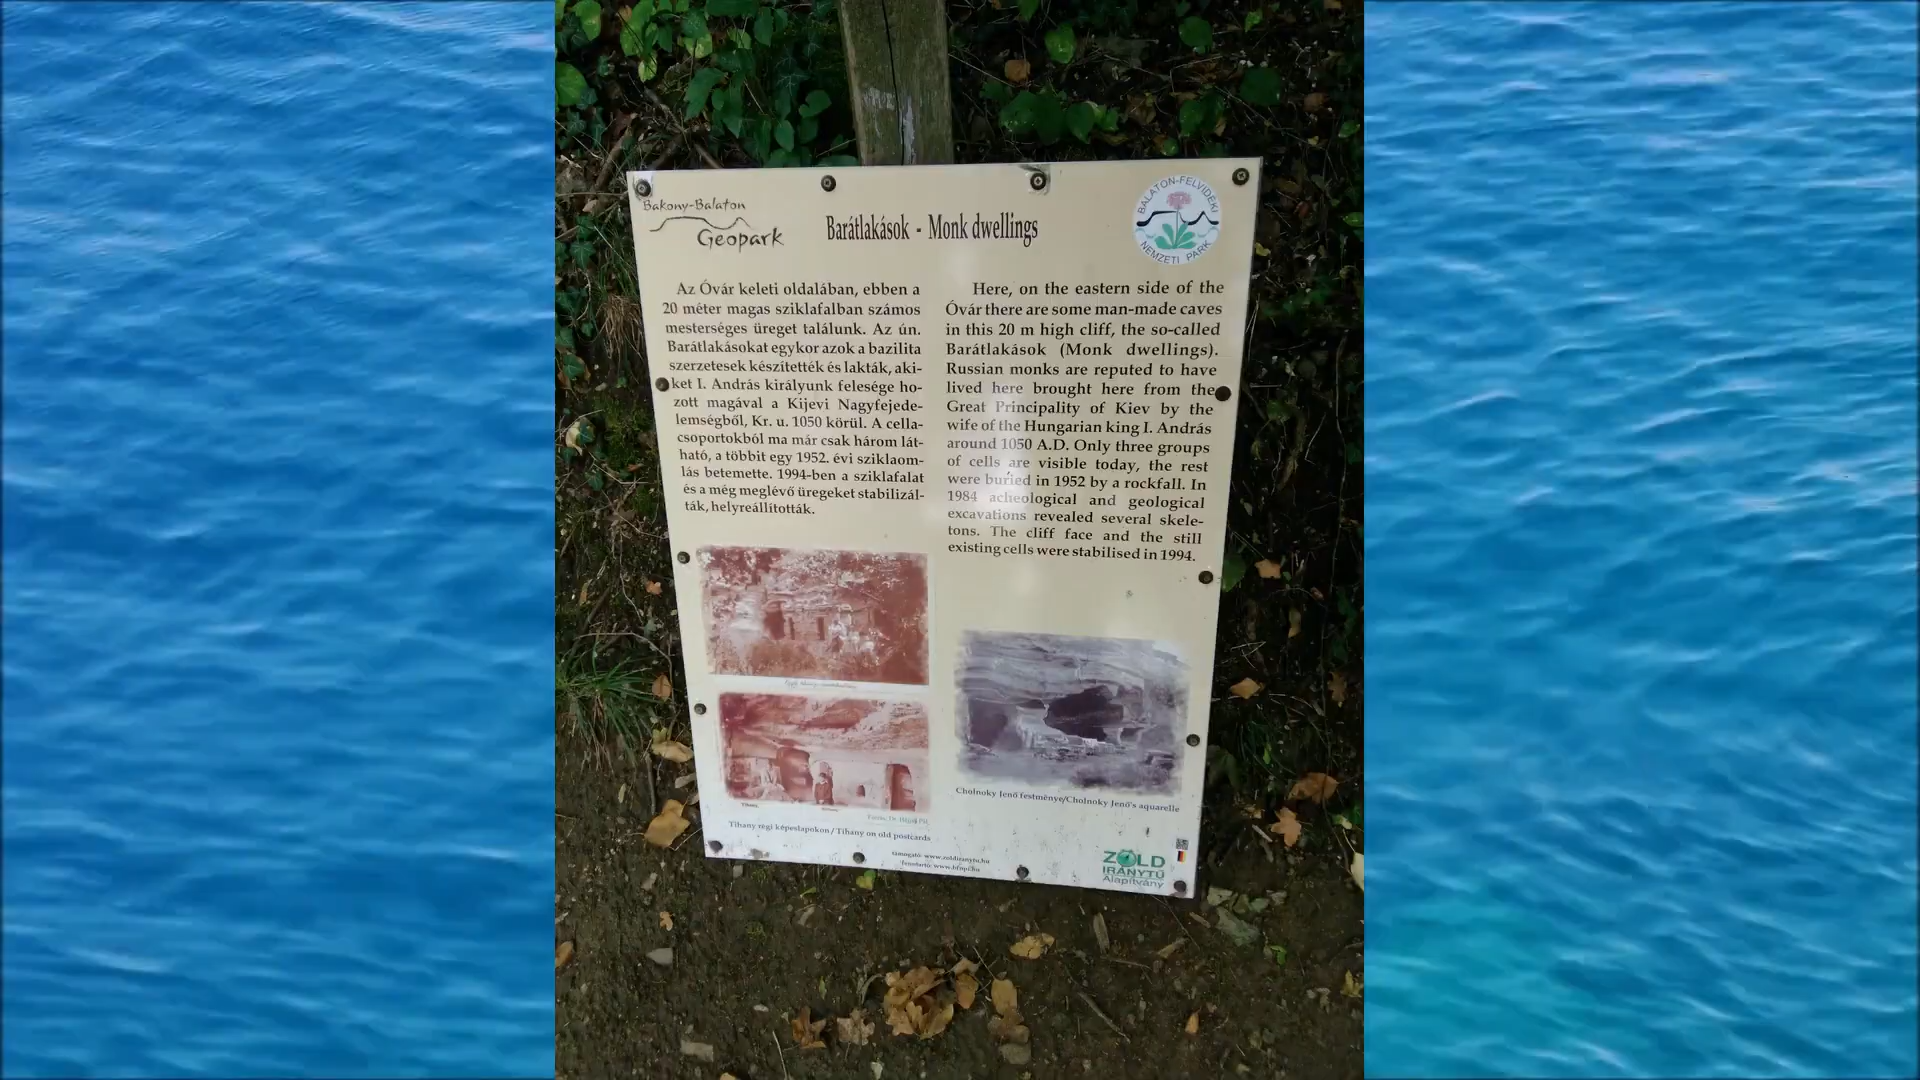 Bakony-Balaton
Geopark
Barátlakások - Monk dwellings
BALATON-FELVIDÉKI
NEMZETI PARK
Az Óvár keleti oldalában, ebben a
20 méter magas sziklafalban számos
mesterséges üreget találunk. Az ún.
Barátlakásokat egykor azok a bazilita
szerzetesek készítették és lakták, aki-
ket I. András királyunk felesége ho-
zott magával a Kijevi Nagyfejede-
lemségből, Kr. u. 1050 körül. A cella-
csoportokból ma már csak három lát-
ható, a többit egy 1952. évi sziklaom-
lás betemette. 1994-ben a sziklafalat
és a még meglévő üregeket stabilizál-
ták, helyreállították.
Here, on the eastern side of the
Óvár there are some man-made caves
in this 20 m high cliff, the so-called
Barátlakások (Monk dwellings).
Russian monks are reputed to have
lived here brought here from the
Great Principality of Kiev by the
wife of the Hungarian king I. András
around 1050 A.D. Only three groups
of cells are visible today, the rest
were buried in 1952 by a rockfall. In
1984 acheological and geological
excavations revealed several skele-
tons. The cliff face and the still
existing cells were stabilised in 1994.
Tihany régi képeslapokon / Tihany on old postcards
Cholnoky Jenő festménye/Cholnoky Jenő's aquarelle
támogató: www.zoldiranytu.hu
fenntartó: www.bfnpi.hu
ZÖLD
IRÁNYTŰ
Alapítvány